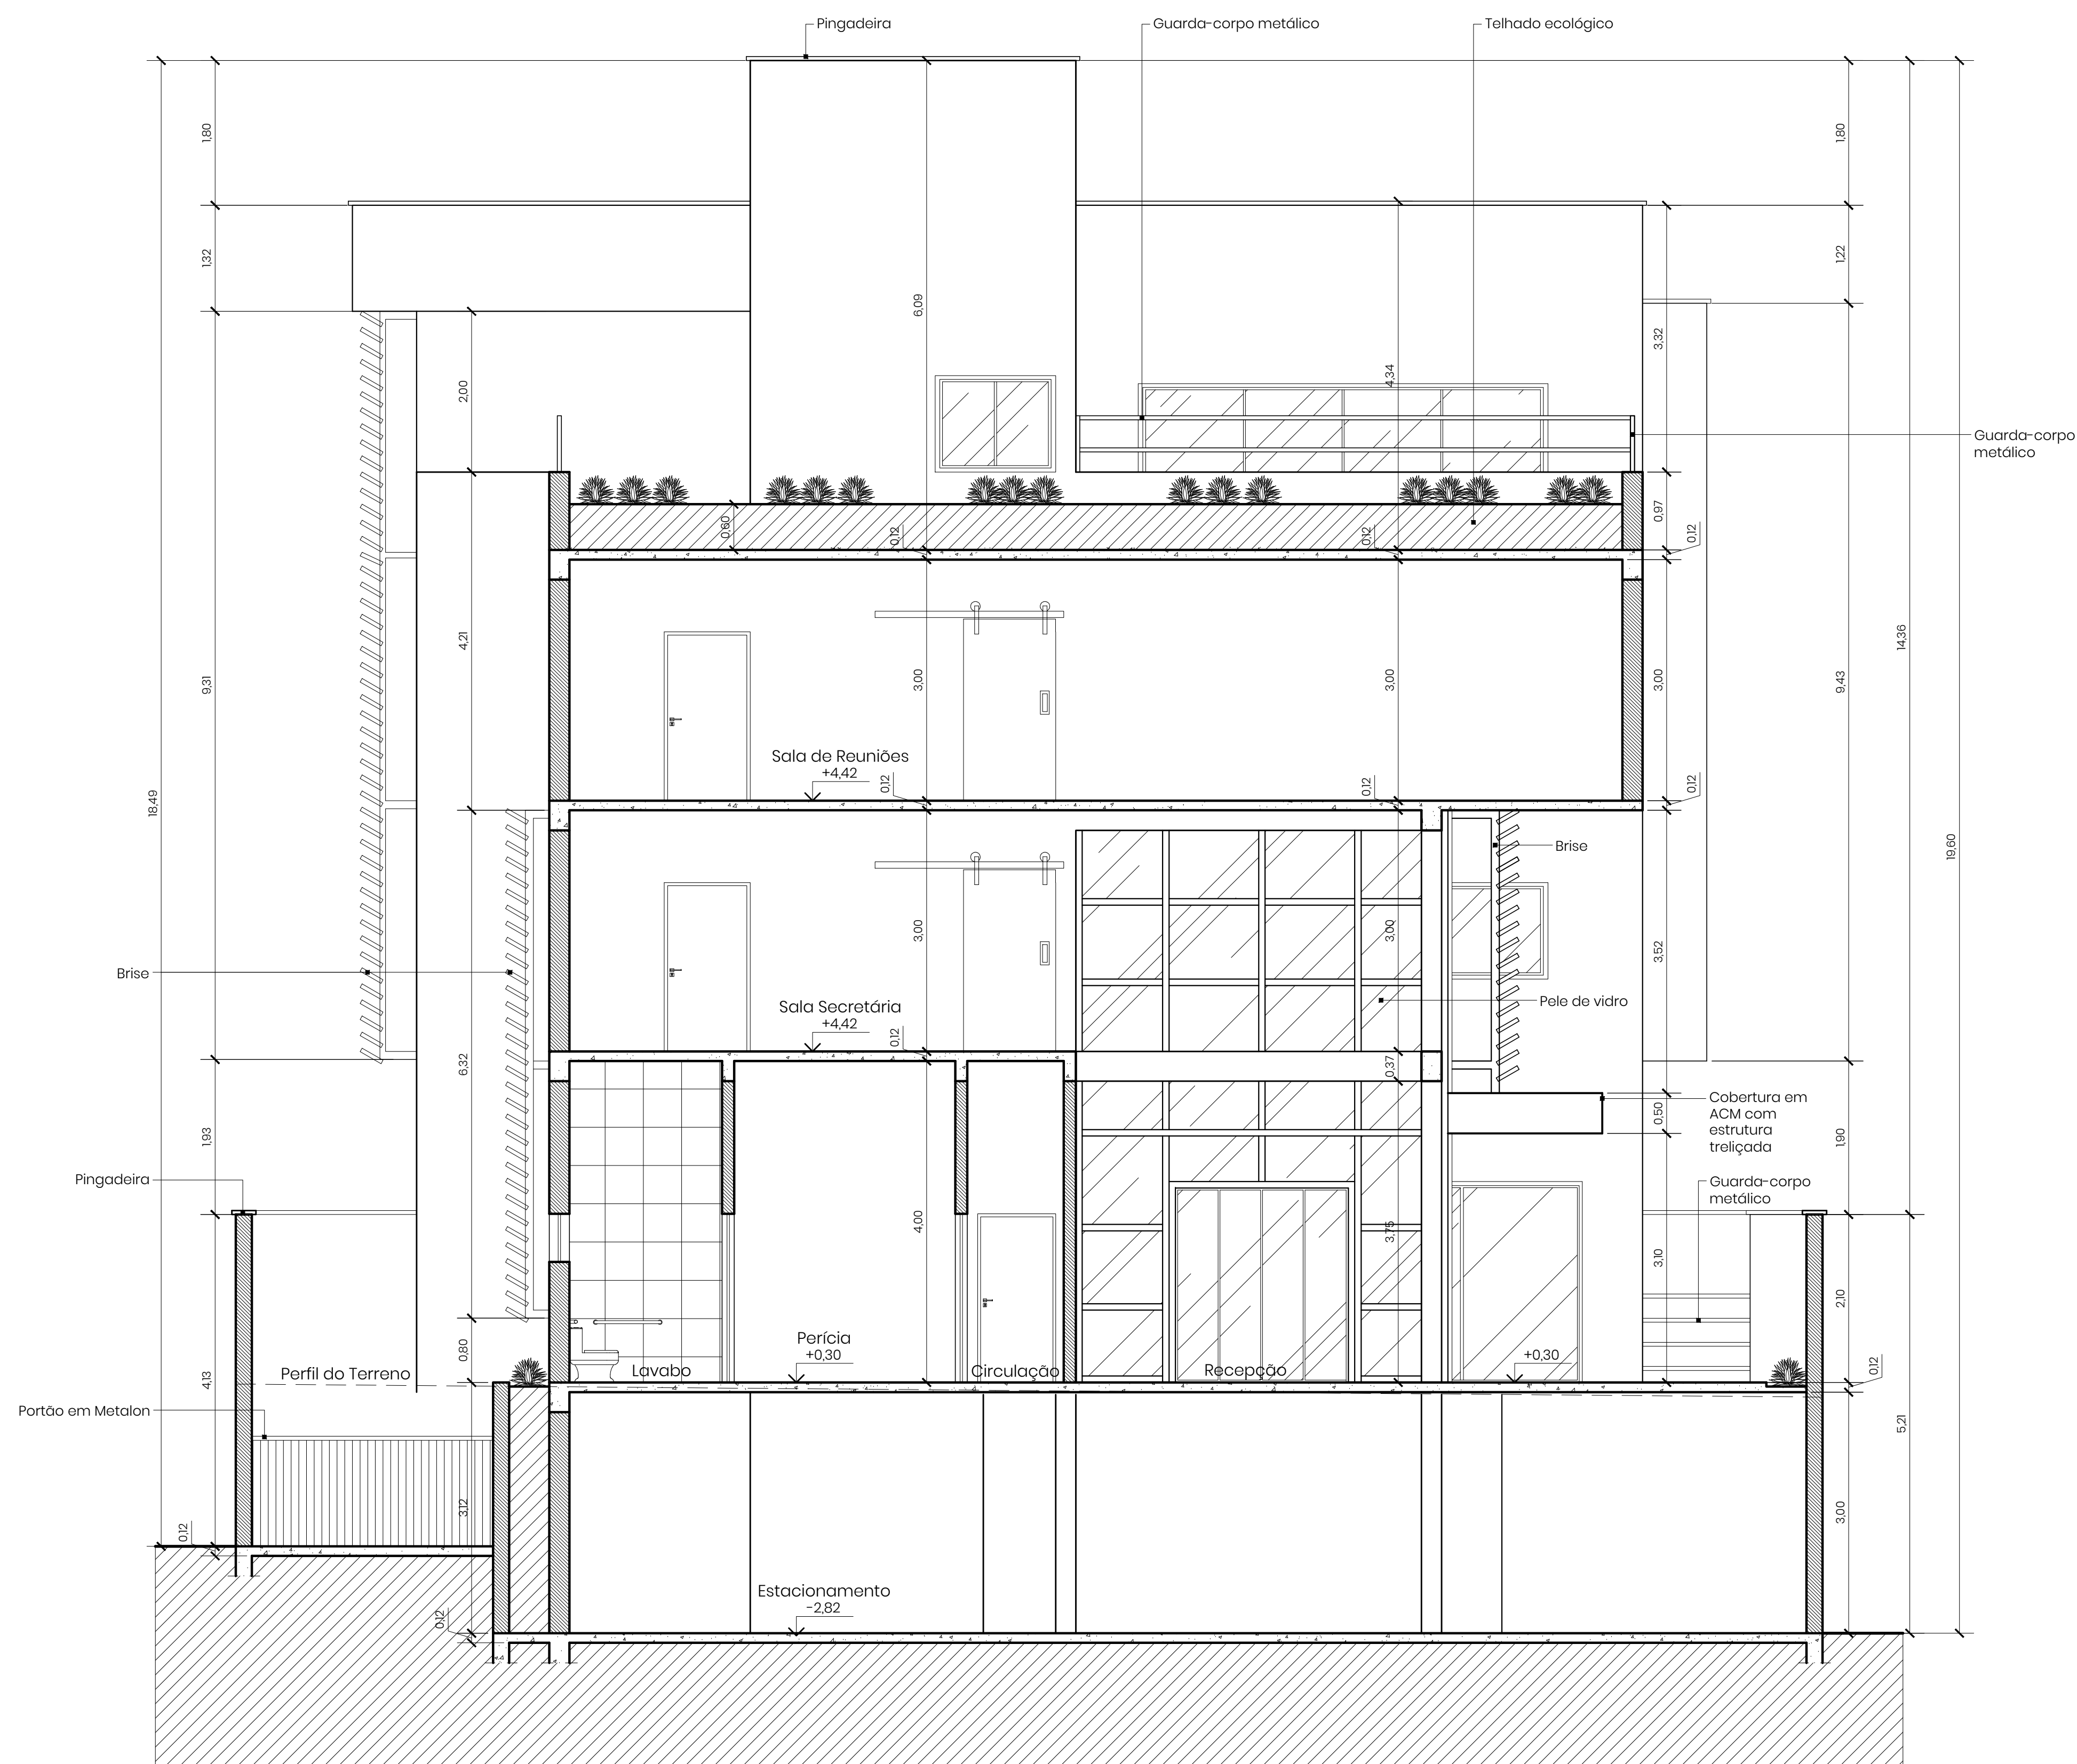 Pingadeira
Guarda-corpo metálico
Telhado ecológico
1,80
1,80
1,32
1,22
6,09
3,32
4,34
2,00
Guarda-corpo
metálico
0,60
0,12
0,12
0,97
0,12
4,21
14,36
9,31
3,00
3,00
3,00
9,43
Sala de Reuniões
+4,42
0,12
0,12
0,12
18,49
19,60
Brise
3,00
3,00
3,52
Brise
Pele de vidro
Sala Secretária
+4,42
0,12
6,32
0,37
Cobertura em
ACM com
estrutura
treliçada
0,50
1,93
1,90
Pingadeira
Guarda-corpo
metálico
4,00
3,75
3,10
2,10
Perícia
+0,30
+0,30
0,80
Perfil do Terreno
Lavabo
Circulação
Recepção
0,12
4,13
Portão em Metalon
5,21
3,12
3,00
0,12
Estacionamento
-2,82
0,12